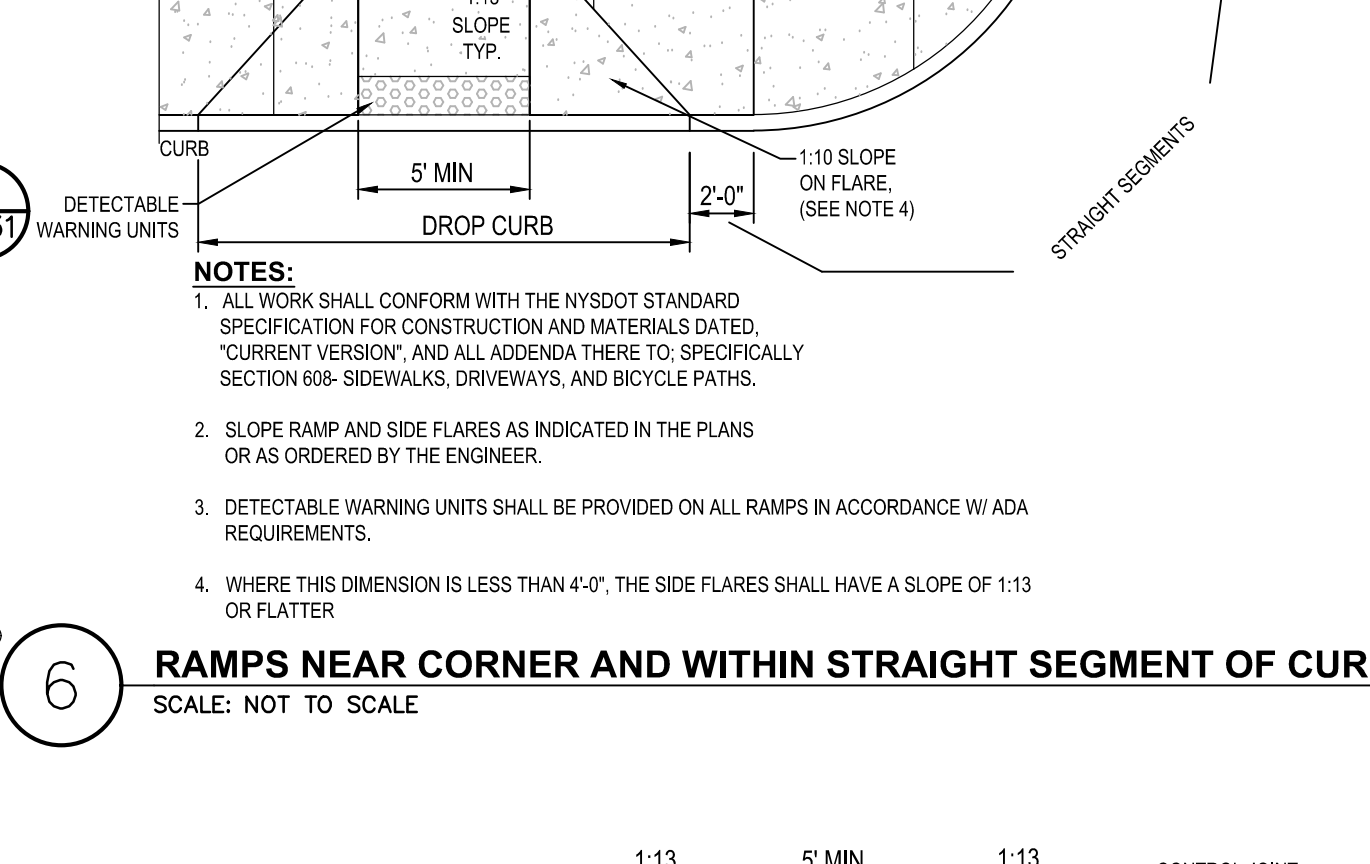 SLOPE
TYP.
CURB
5' MIN
1:10 SLOPE
ON FLARE,
(SEE NOTE 4)
2'-0"
STRAIGHT SEGMENTS
DETECTABLE
WARNING UNITS
DROP CURB
NOTES:
1. ALL WORK SHALL CONFORM WITH THE NYSDOT STANDARD
SPECIFICATION FOR CONSTRUCTION AND MATERIALS DATED,
"CURRENT VERSION", AND ALL ADDENDA THERE TO; SPECIFICALLY
SECTION 608- SIDEWALKS, DRIVEWAYS, AND BICYCLE PATHS.
2. SLOPE RAMP AND SIDE FLARES AS INDICATED IN THE PLANS
OR AS ORDERED BY THE ENGINEER.
3. DETECTABLE WARNING UNITS SHALL BE PROVIDED ON ALL RAMPS IN ACCORDANCE W/ ADA
REQUIREMENTS.
4. WHERE THIS DIMENSION IS LESS THAN 4'-0", THE SIDE FLARES SHALL HAVE A SLOPE OF 1:13
OR FLATTER
6
RAMPS NEAR CORNER AND WITHIN STRAIGHT SEGMENT OF CUR
SCALE: NOT TO SCALE
1:13
5' MIN
1:13